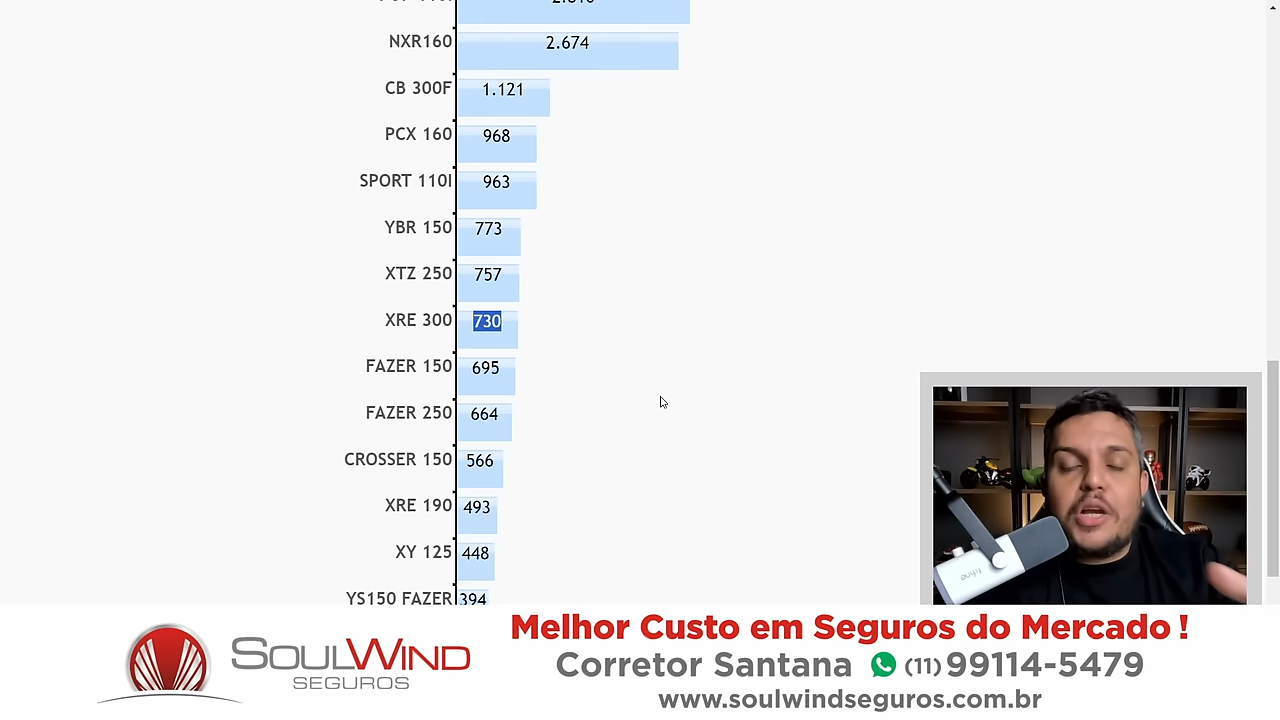 NXR160 2.674
CB 300F 1.121
PCX 160 968
SPORT 110I 963
YBR 150 773
XTZ 250 757
XRE 300 730
FAZER 150 695
FAZER 250 664
CROSSER 150 566
XRE 190 493
XY 125 448
YS150 FAZER 394
SOULWIND
SEGUROS
Melhor Custo em Seguros do Mercado !
Corretor Santana (11) 99114-5479
www.soulwindseguros.com.br